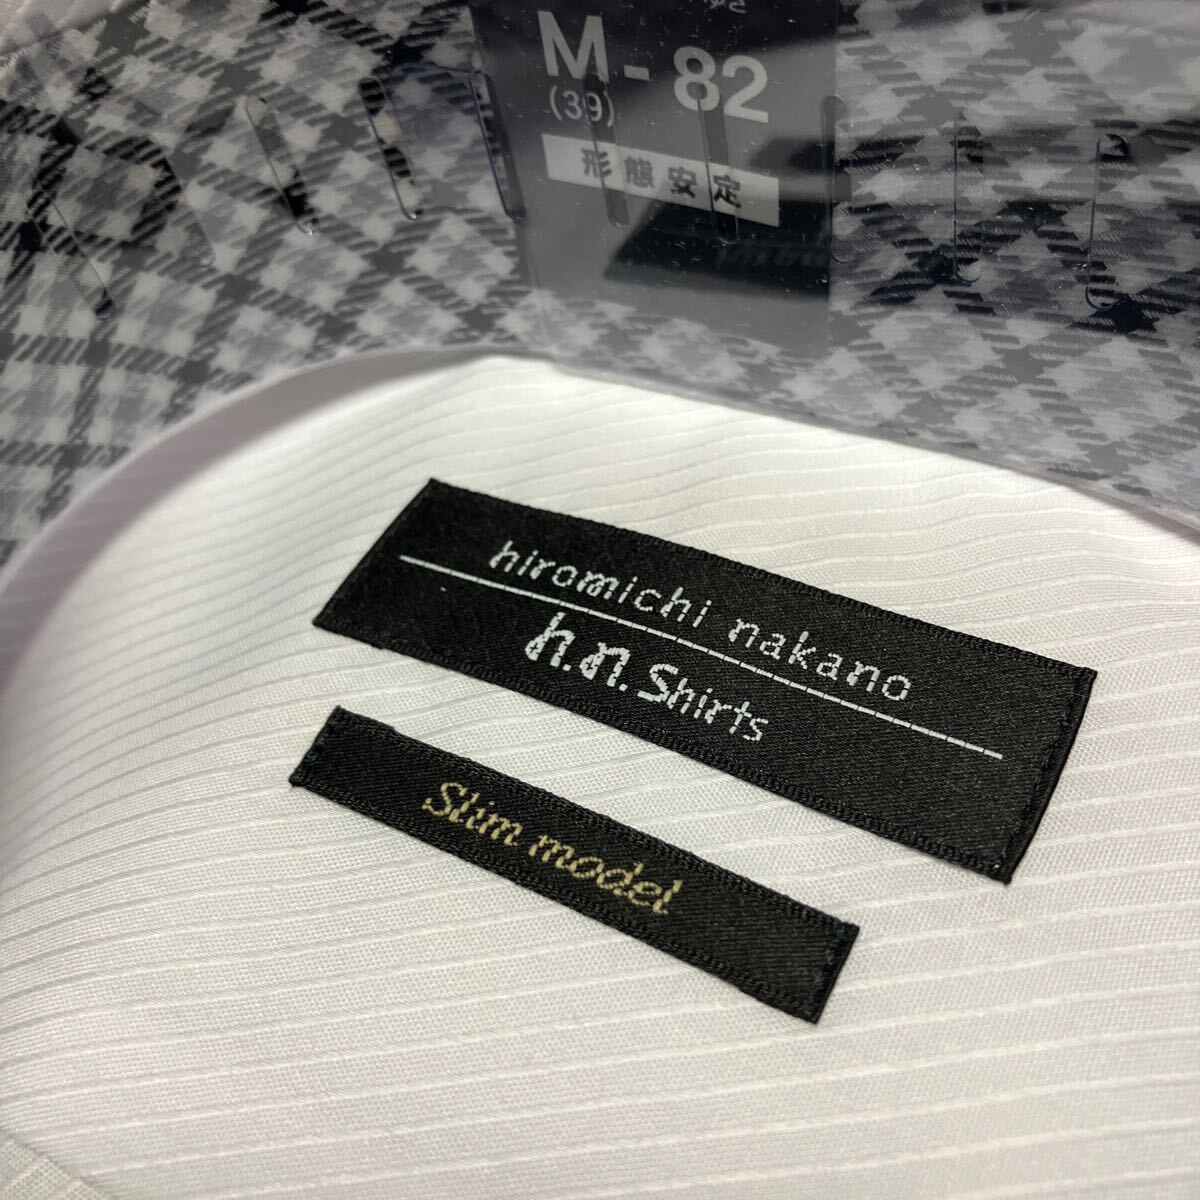 M - 82
(39)
形態安定
hiromichi nakano
h.n.Shirts
Slim model